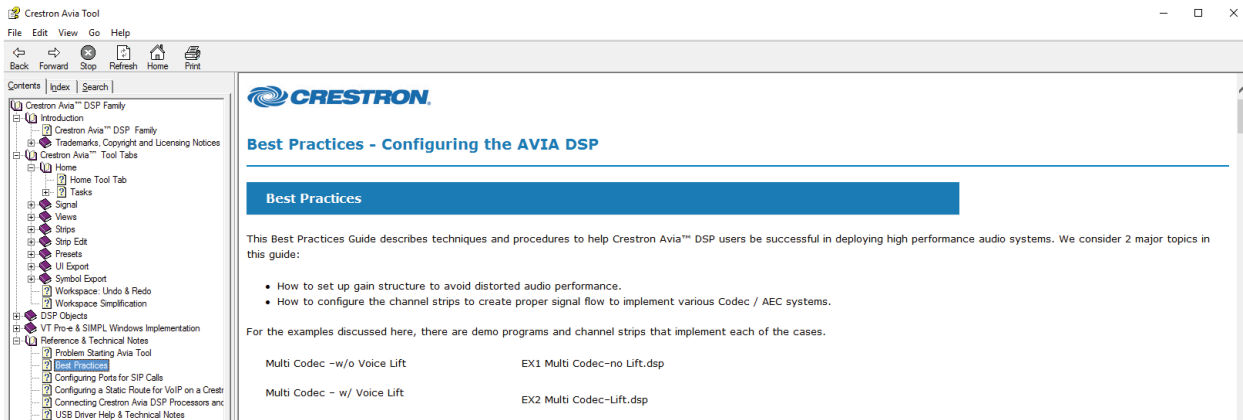 Crestron Avia Tool
File Edit View Go Help
Back Forward Stop Refresh Home Print
Contents Index Search
Crestron Avia™ DSP Family
Introduction
Crestron Avia™ DSP Family
Trademarks, Copyright and Licensing Notices
Crestron Avia™ Tool Tabs
Home
Home Tool Tab
Tasks
Signal
Views
Strips
Strip Edit
Presets
UI Export
Symbol Export
Workspace: Undo & Redo
Workspace Simplification
DSP Objects
VT Pro-e & SIMPL Windows Implementation
Reference & Technical Notes
Problem Starting Avia Tool
Best Practices
Configuring Ports for SIP Calls
Configuring a Static Route for VoIP on a Crestr
Connecting Crestron Avia DSP Processors and
USB Driver Help & Technical Notes
CRESTRON.
Best Practices - Configuring the AVIA DSP
Best Practices
This Best Practices Guide describes techniques and procedures to help Crestron Avia™ DSP users be successful in deploying high performance audio systems. We consider 2 major topics in
this guide:
• How to set up gain structure to avoid distorted audio performance.
• How to configure the channel strips to create proper signal flow to implement various Codec / AEC systems.
For the examples discussed here, there are demo programs and channel strips that implement each of the cases.
Multi Codec –w/o Voice Lift EX1 Multi Codec–no Lift.dsp
Multi Codec – w/ Voice Lift EX2 Multi Codec–Lift.dsp